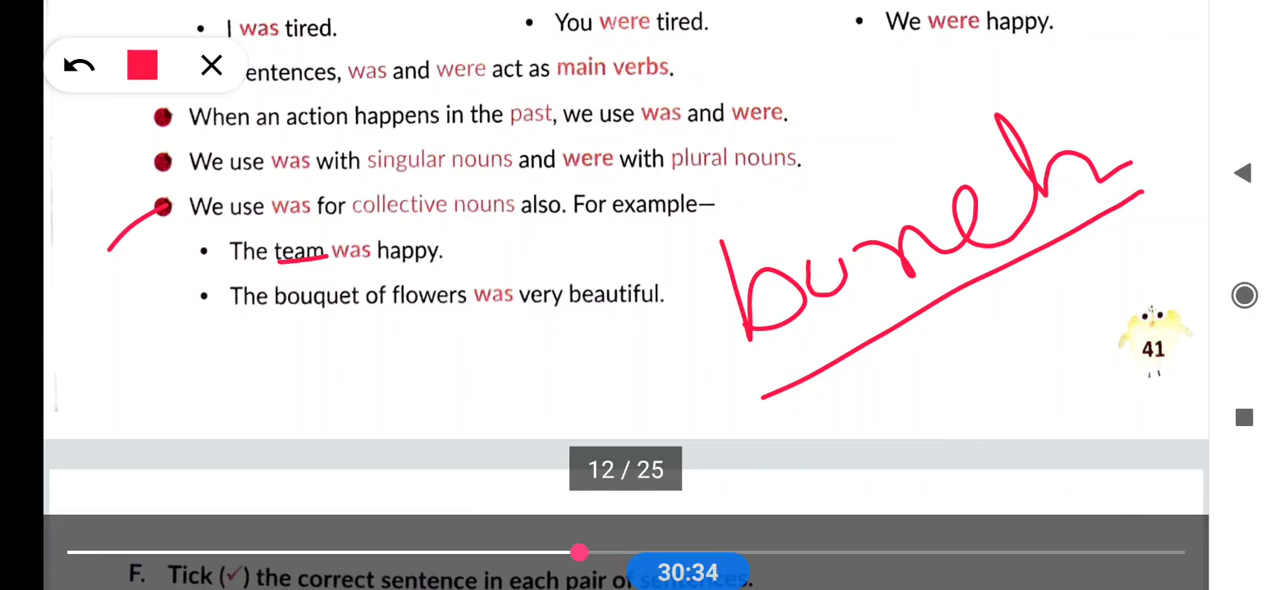 • I was tired.
• You were tired.
• We were happy.
entences, was and were act as main verbs.
When an action happens in the past, we use was and were.
We use was with singular nouns and were with plural nouns.
We use was for collective nouns also. For example—
• The team was happy.
• The bouquet of flowers was very beautiful.
bunch
41
12 / 25
30:34
F. Tick (✓) the correct sentence in each pair of sentences.